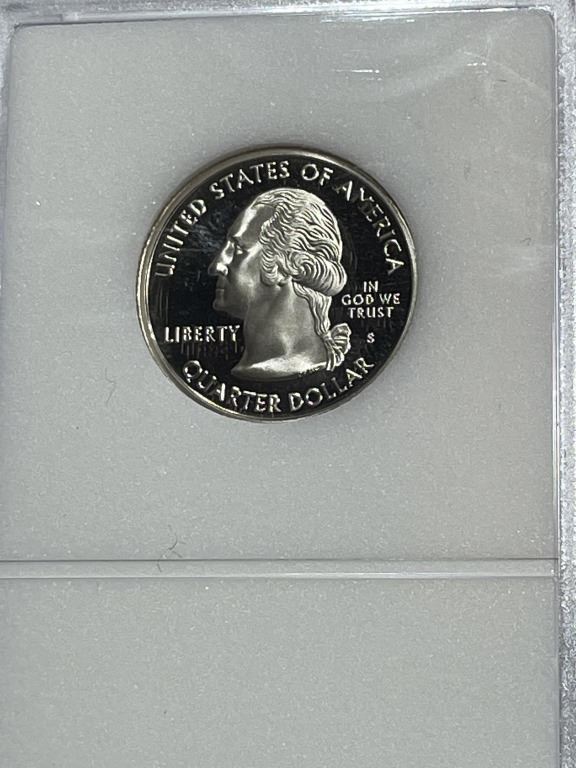 UNITED STATES OF AMERICA
IN
GOD WE
TRUST
LIBERTY
S
QUARTER DOLLAR